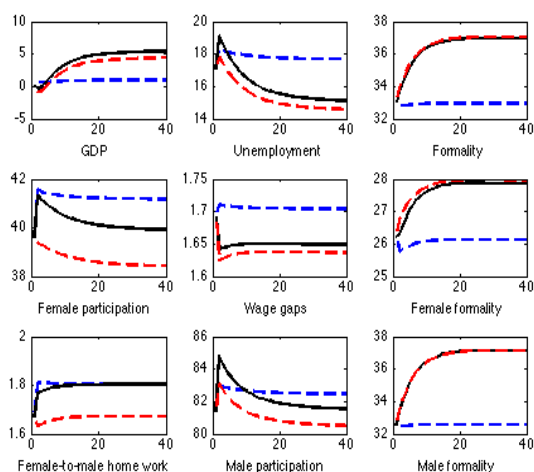 10
5
0
-5
0 20 40
GDP
20
18
16
14
0 20 40
Unemployment
37
35
33
31
0 20 40
Formality
42
40
38
0 20 40
Female participation
1.75
1.7
1.65
1.6
0 20 40
Wage gaps
28
27
26
25
0 20 40
Female formality
2
1.8
1.6
0 20 40
Female-to-male home work
86
84
82
80
0 20 40
Male participation
38
36
34
32
0 20 40
Male formality